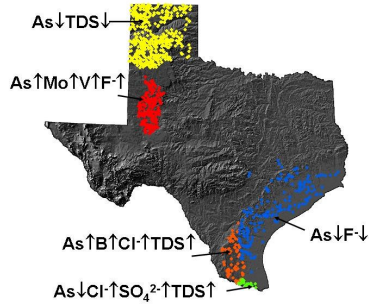 As↓TDS↓
As↑Mo↑V↑F-↑
As↑B↑Cl-↑TDS↑
As↓F-↓
As↓Cl-↑SO₄²-↑TDS↑